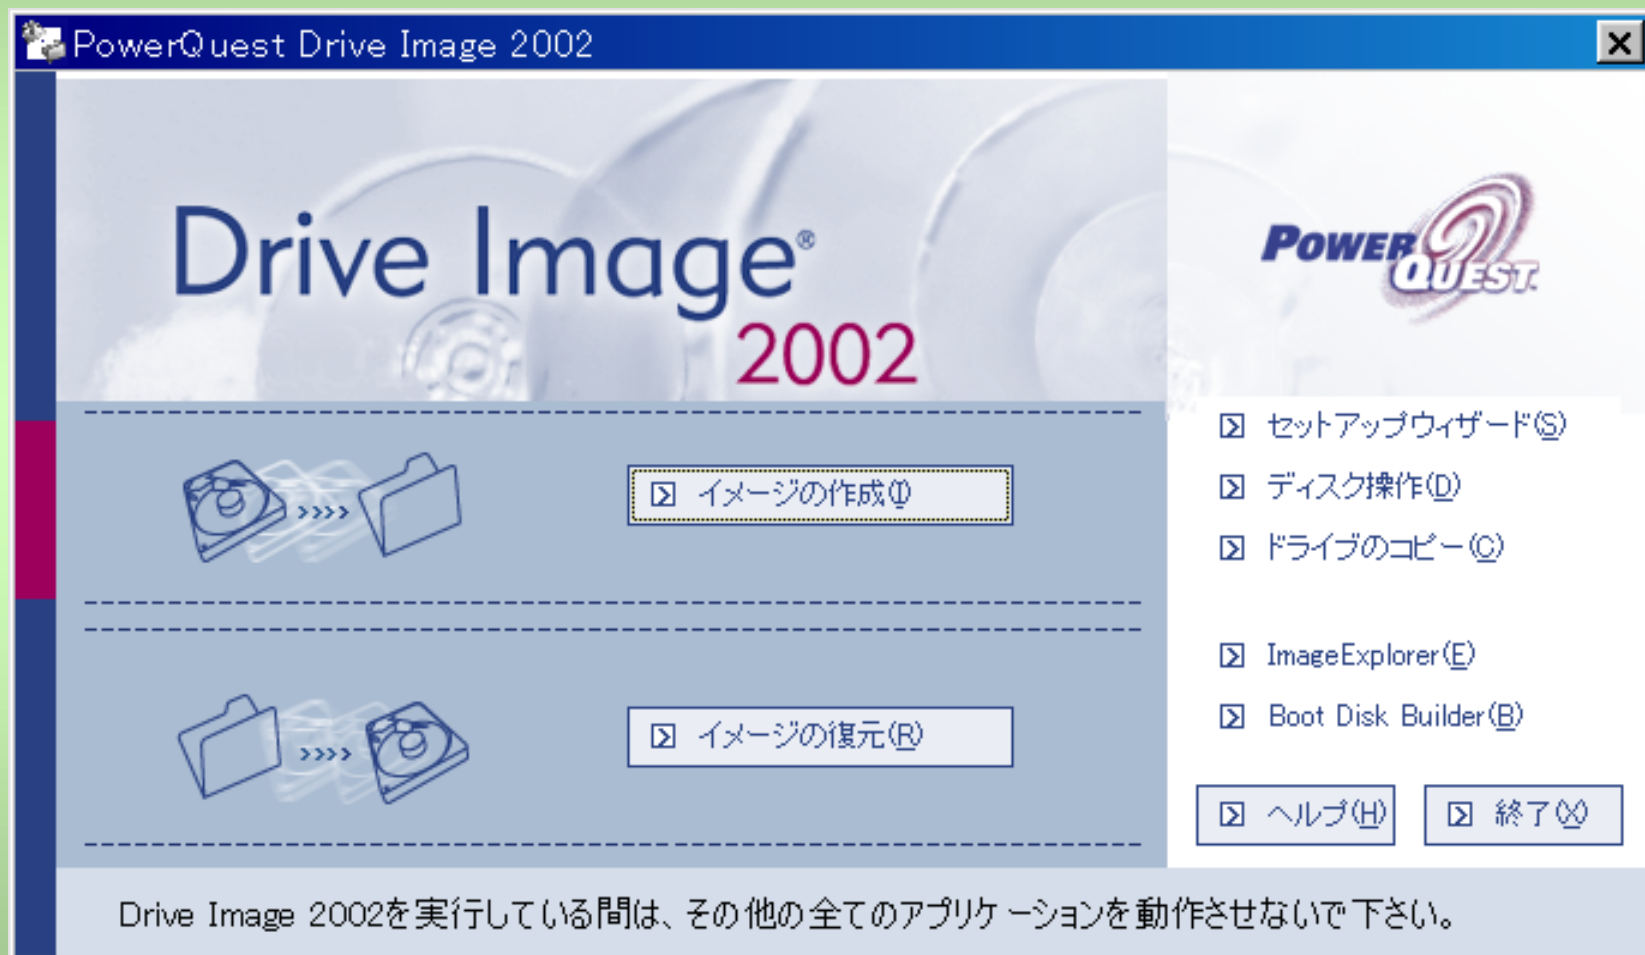 PowerQuest Drive Image 2002
Drive Image®
2002
POWER
QUEST
イメージの作成(I)
イメージの復元(R)
セットアップウィザード(S)
ディスク操作(D)
ドライブのコピー(C)
ImageExplorer(E)
Boot Disk Builder(B)
ヘルプ(H)
終了(X)
Drive Image 2002を実行している間は、その他の全てのアプリケーションを動作させないで下さい。